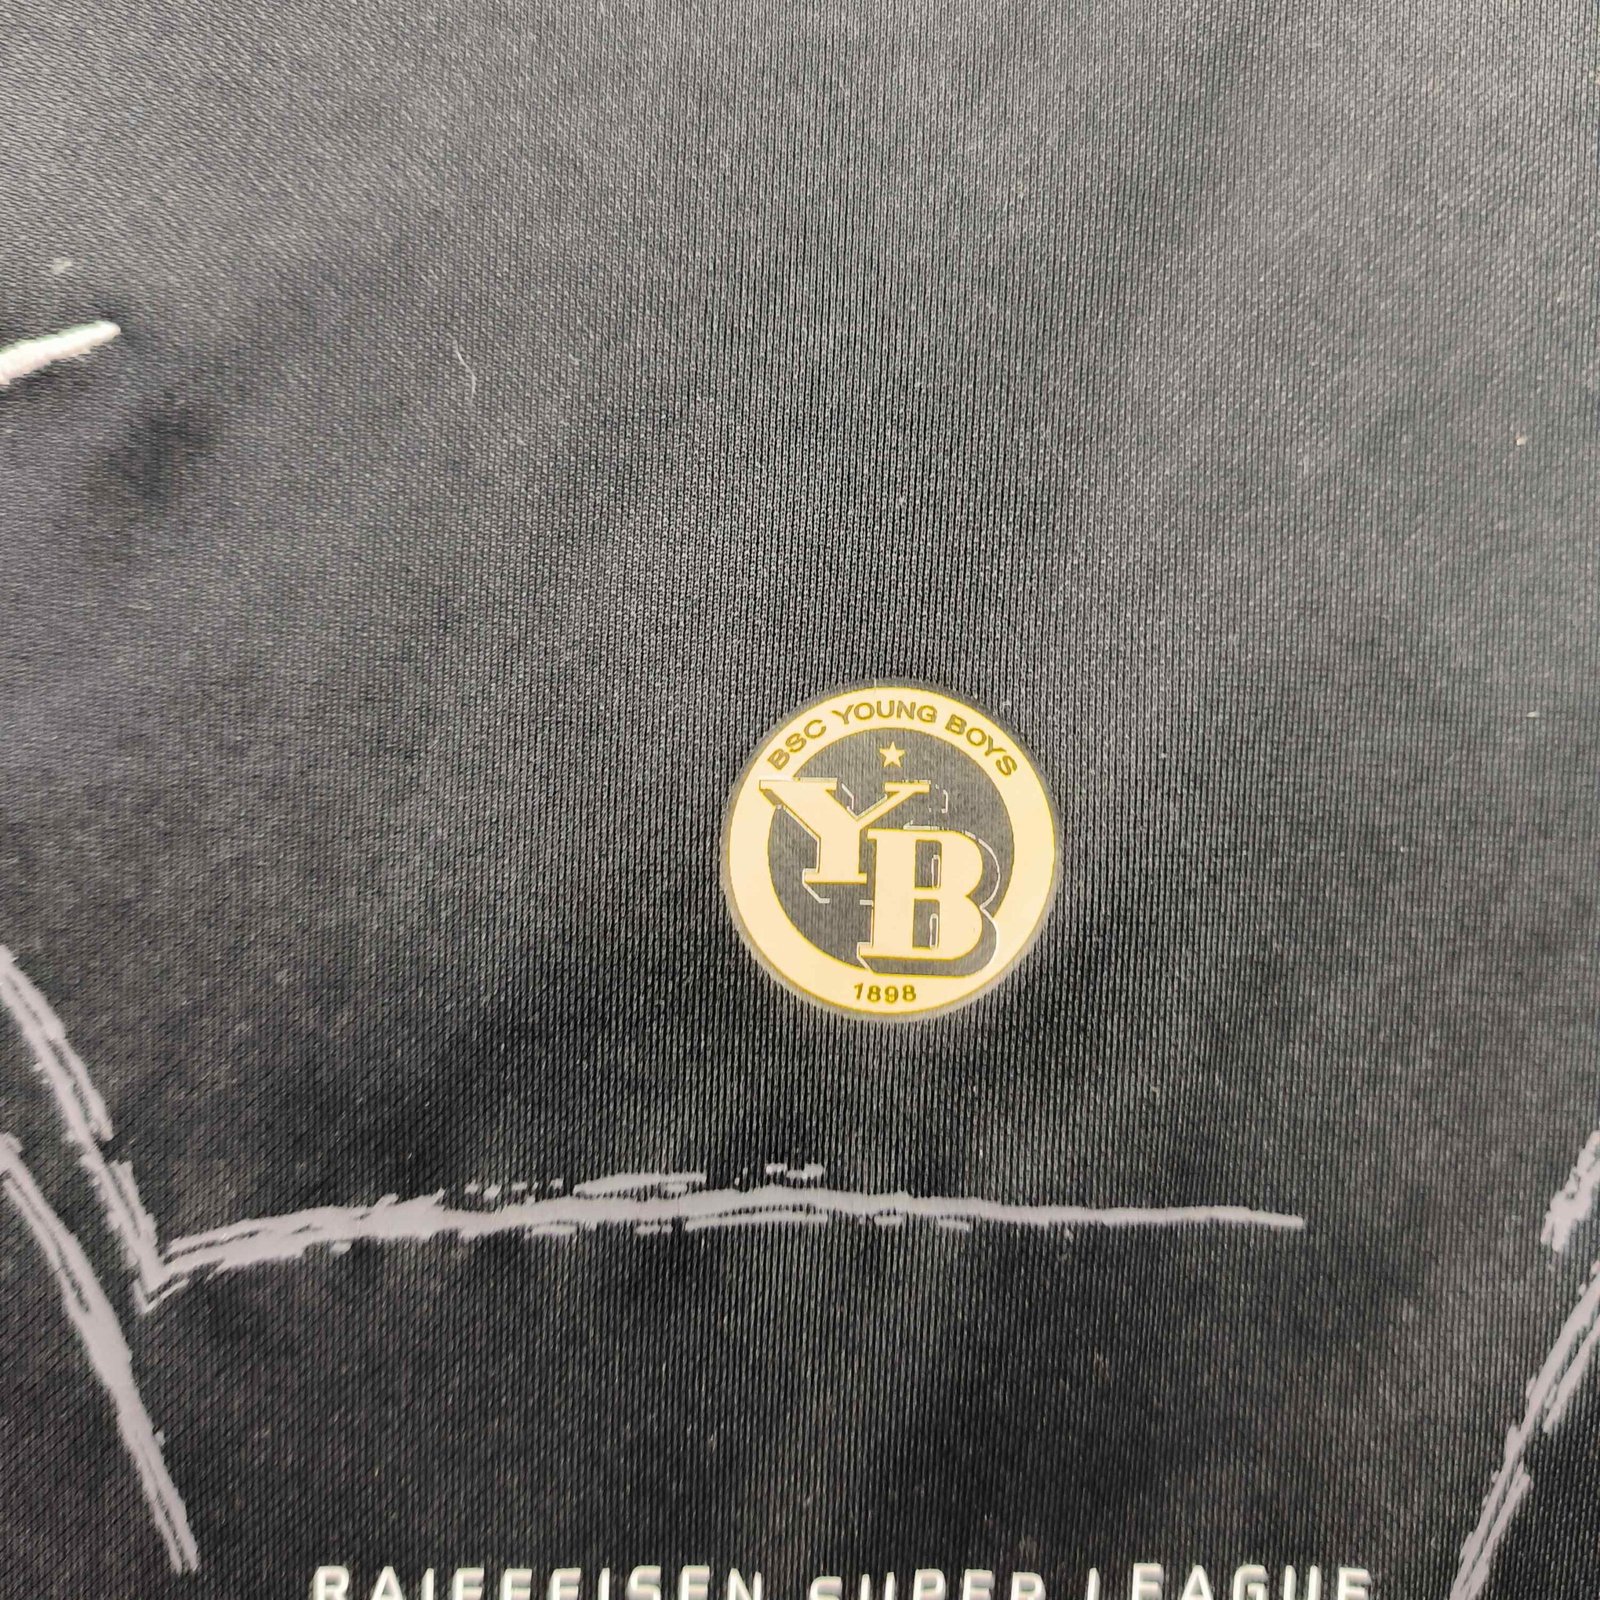 BSC YOUNG BOYS
YB
1898
RAIFFEISEN SUPER LEAGUE